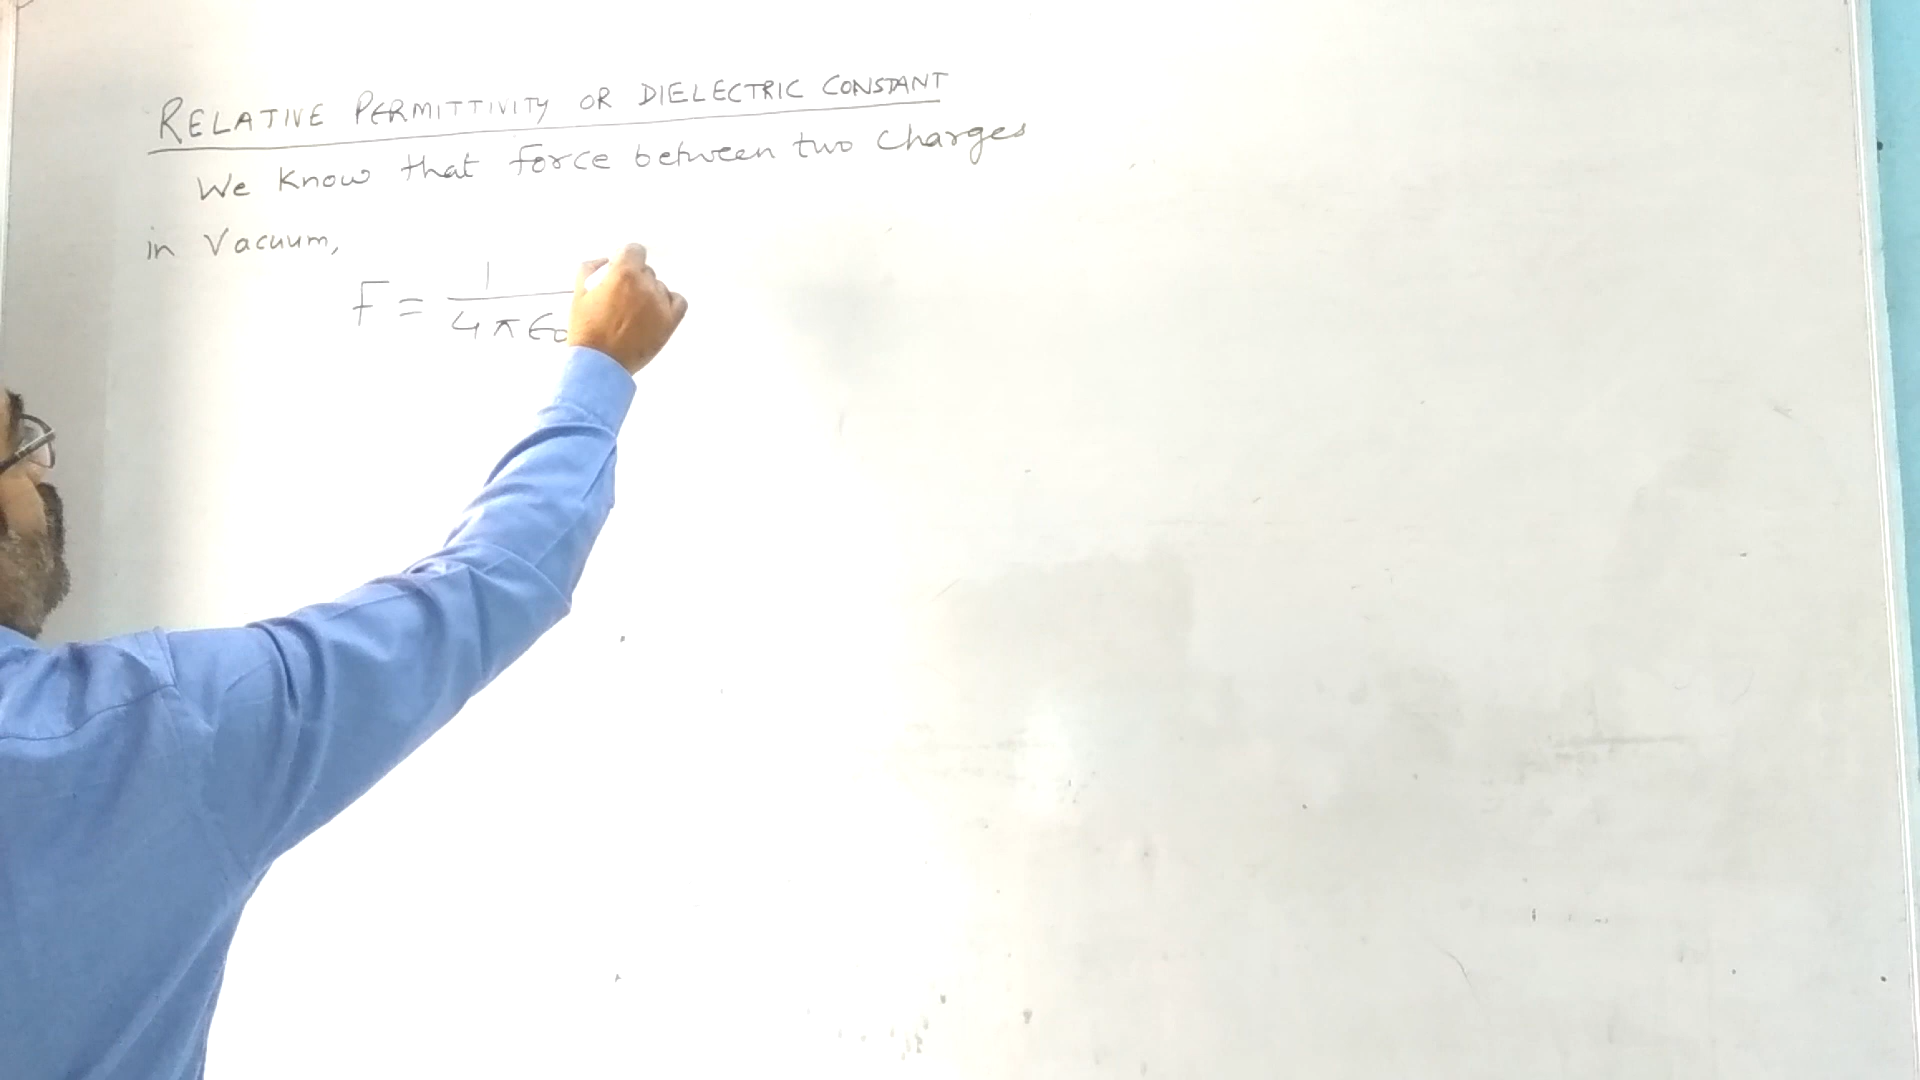 RELATIVE PERMITTIVITY OR DIELECTRIC CONSTANT
We know that force between two charges
in Vacuum,
F = 1 / 4πϵ0